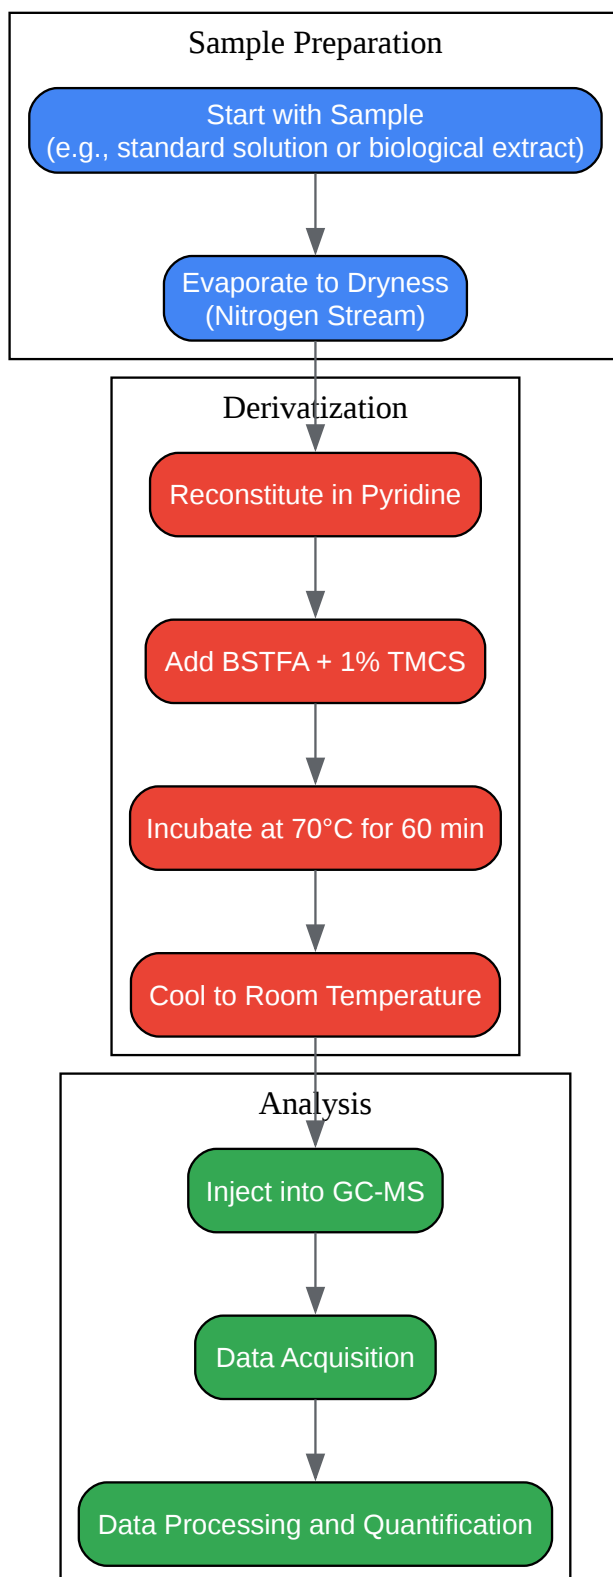 Sample Preparation
Start with Sample
(e.g., standard solution or biological extract)
Evaporate to Dryness
(Nitrogen Stream)
Derivatization
Reconstitute in Pyridine
Add BSTFA + 1% TMCS
Incubate at 70°C for 60 min
Cool to Room Temperature
Analysis
Inject into GC-MS
Data Acquisition
Data Processing and Quantification